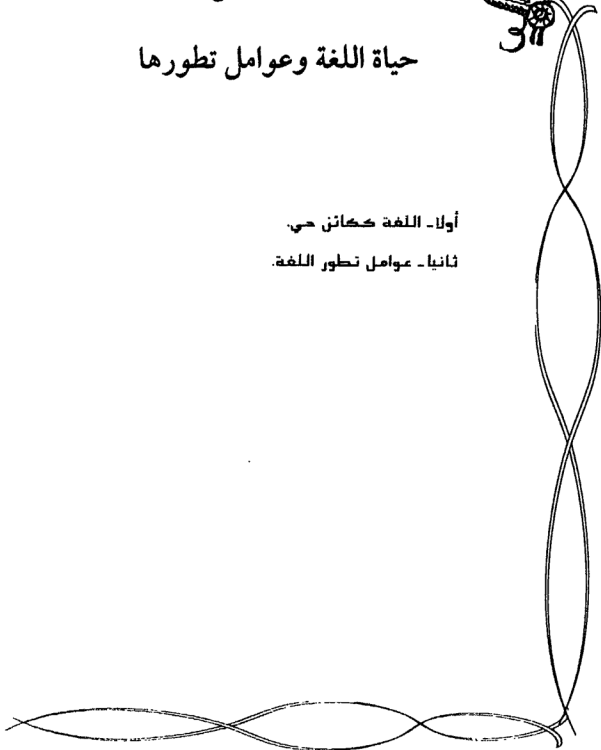 حياة اللغة وعوامل تطورها
أولا ـ اللغة ككائن حي.
ثانيا ـ عوامل تطور اللغة.